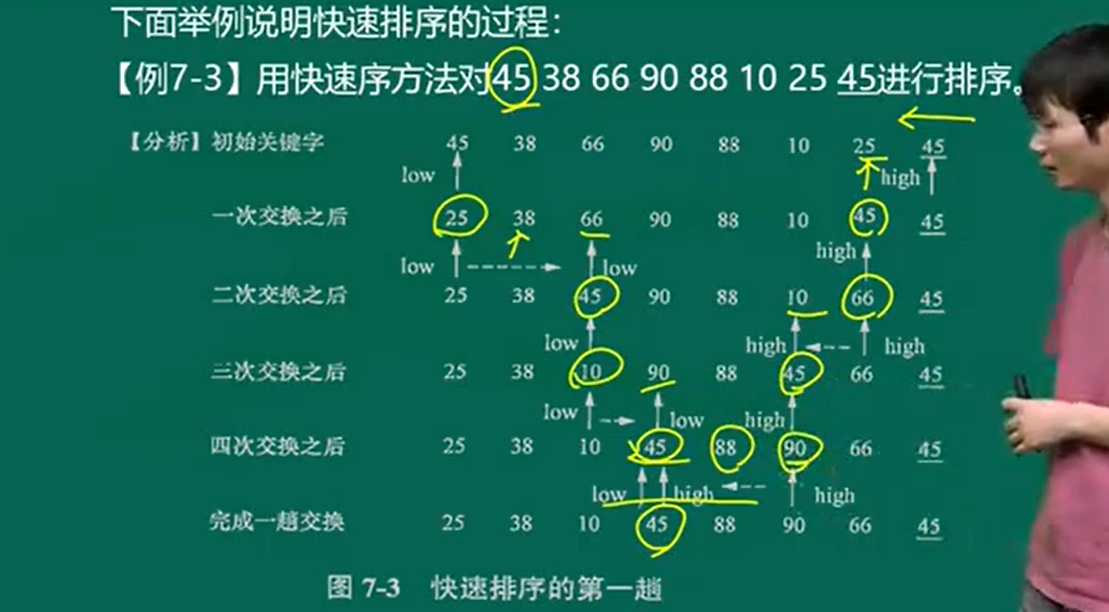 下面举例说明快速排序的过程：
【例7-3】用快速序方法对45 38 66 90 88 10 25 45进行排序。
【分析】初始关键字 45 38 66 90 88 10 25 45
low high
一次交换之后 25 38 66 90 88 10 45 45
low low high
二次交换之后 25 38 45 90 88 10 66 45
low high high
三次交换之后 25 38 10 90 88 45 66 45
low low high
四次交换之后 25 38 10 45 88 90 66 45
low high high
完成一趟交换 25 38 10 45 88 90 66 45
图 7-3 快速排序的第一趟